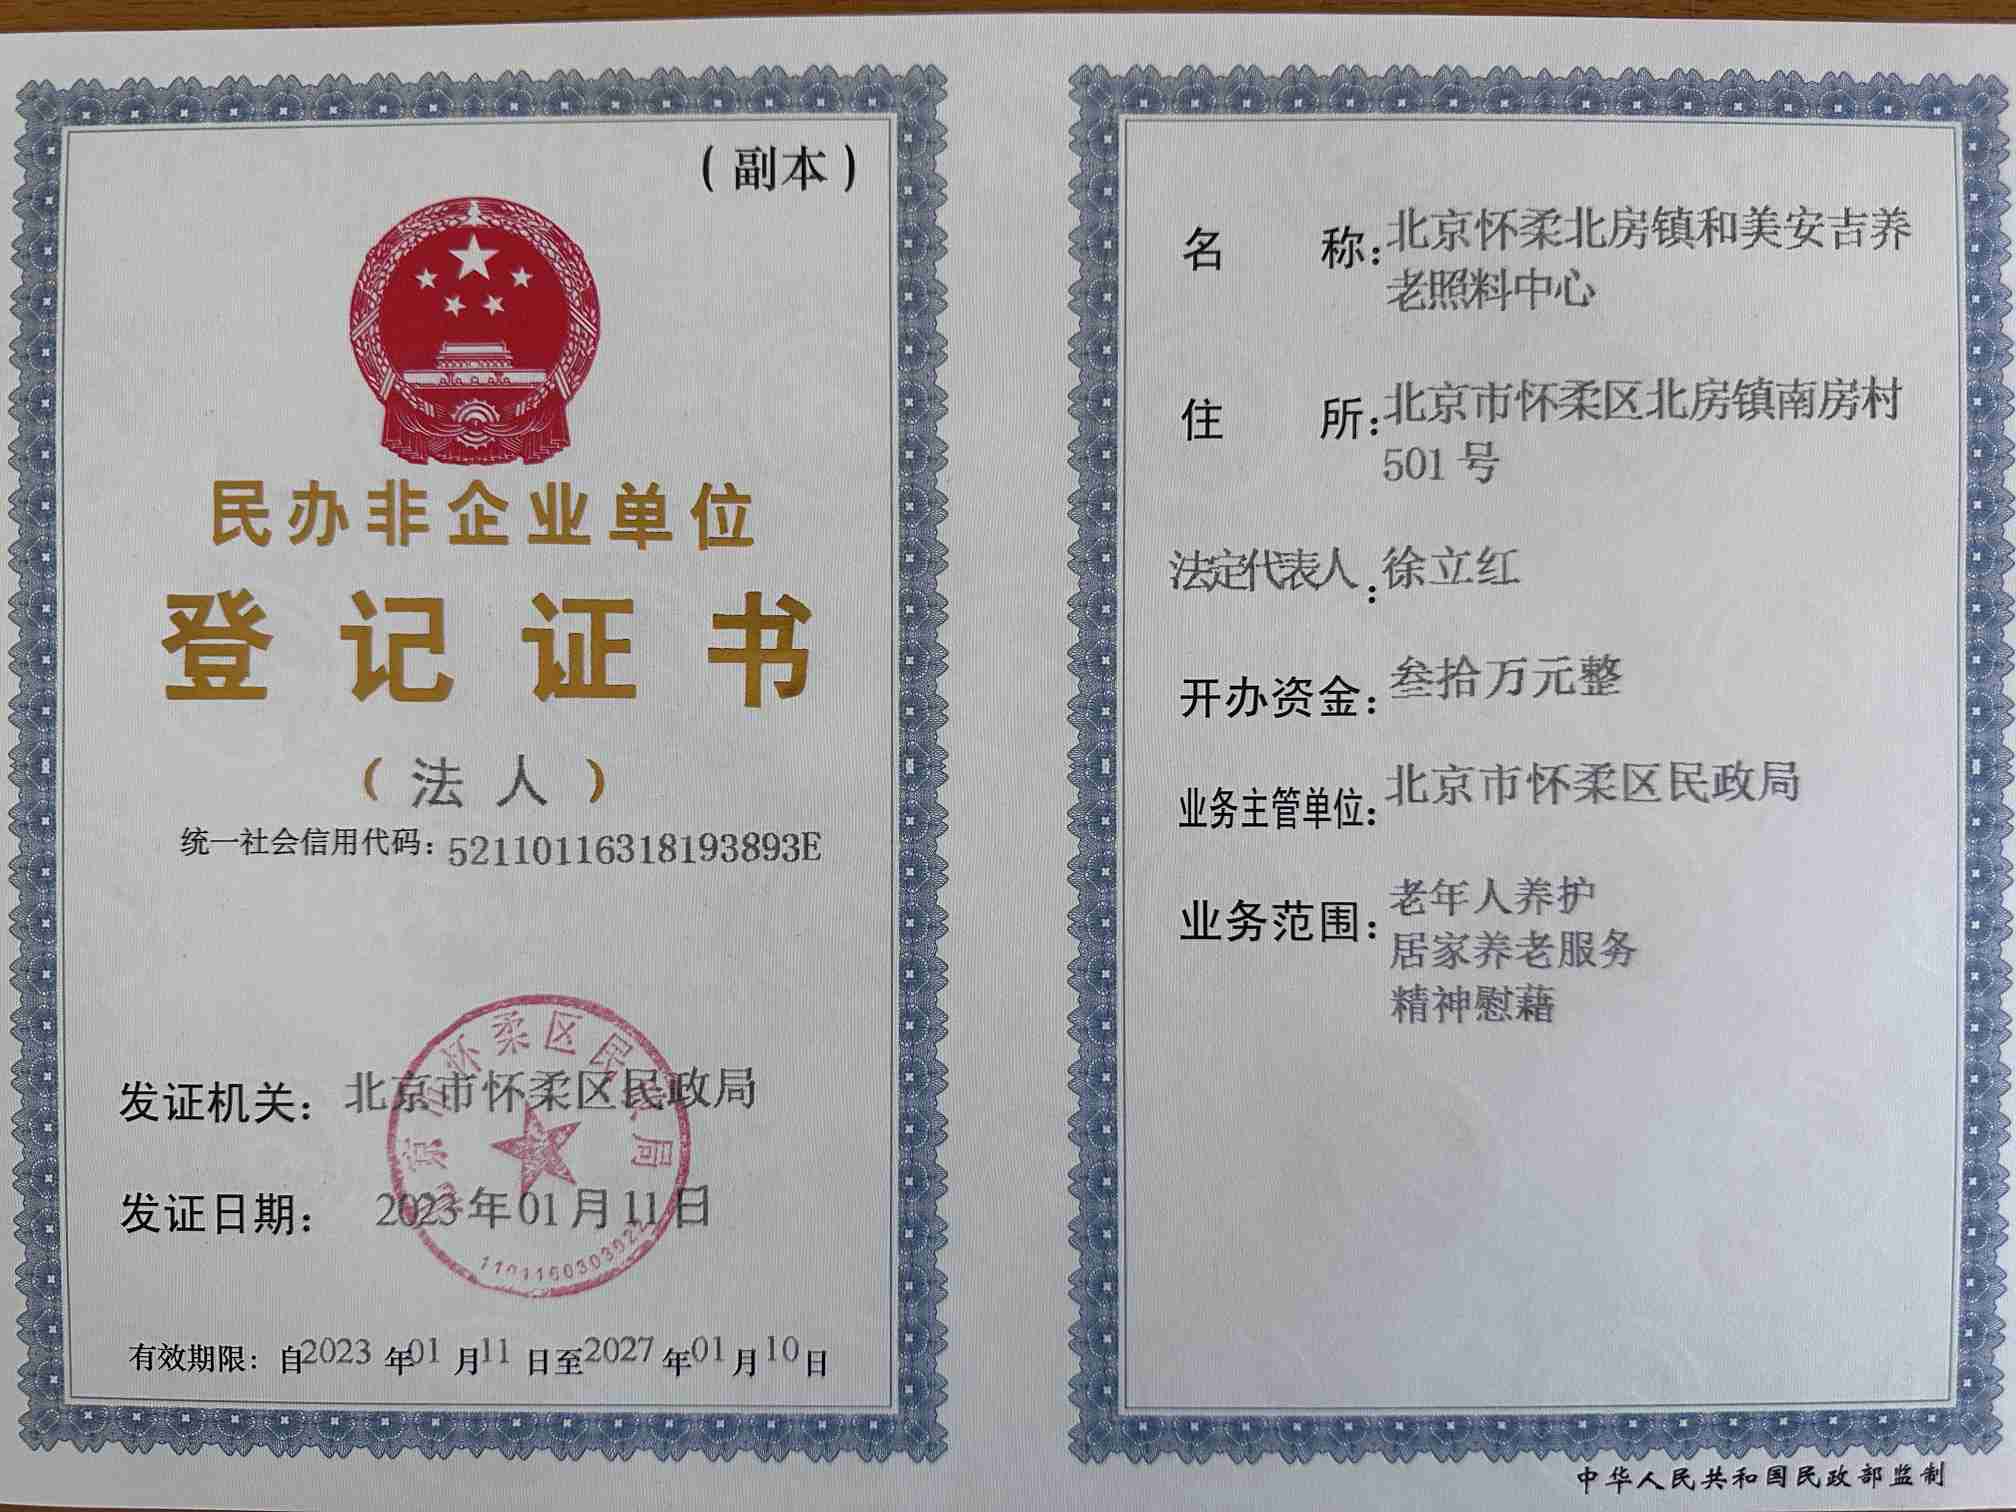 （副本）
民办非企业单位
登记证书
（法人）
统一社会信用代码：52110116318193893E
发证机关：北京市怀柔区民政局
发证日期：2023年01月11日
有效期限：自2023年01月11日至2027年01月10日
名称：北京怀柔北房镇和美安吉养
老照料中心
住所：北京市怀柔区北房镇南房村
501号
法定代表人：徐立红
开办资金：叁拾万元整
业务主管单位：北京市怀柔区民政局
业务范围：老年人养护
居家养老服务
精神慰藉
中华人民共和国民政部监制